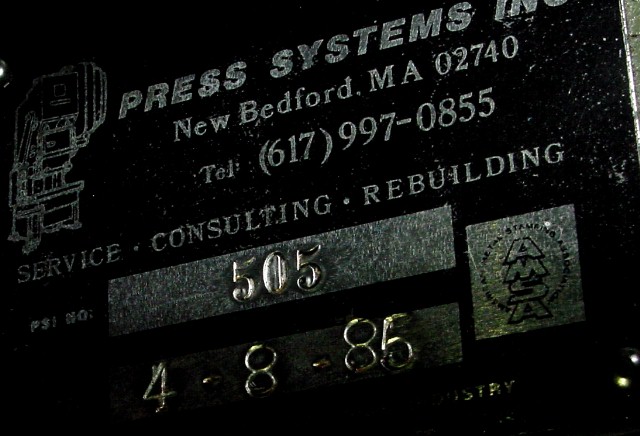 PRESS SYSTEMS INC
New Bedford, MA 02740
Tel: (617) 997-0855
SERVICE · CONSULTING · REBUILDING
PSI NO: 505
4-8-85